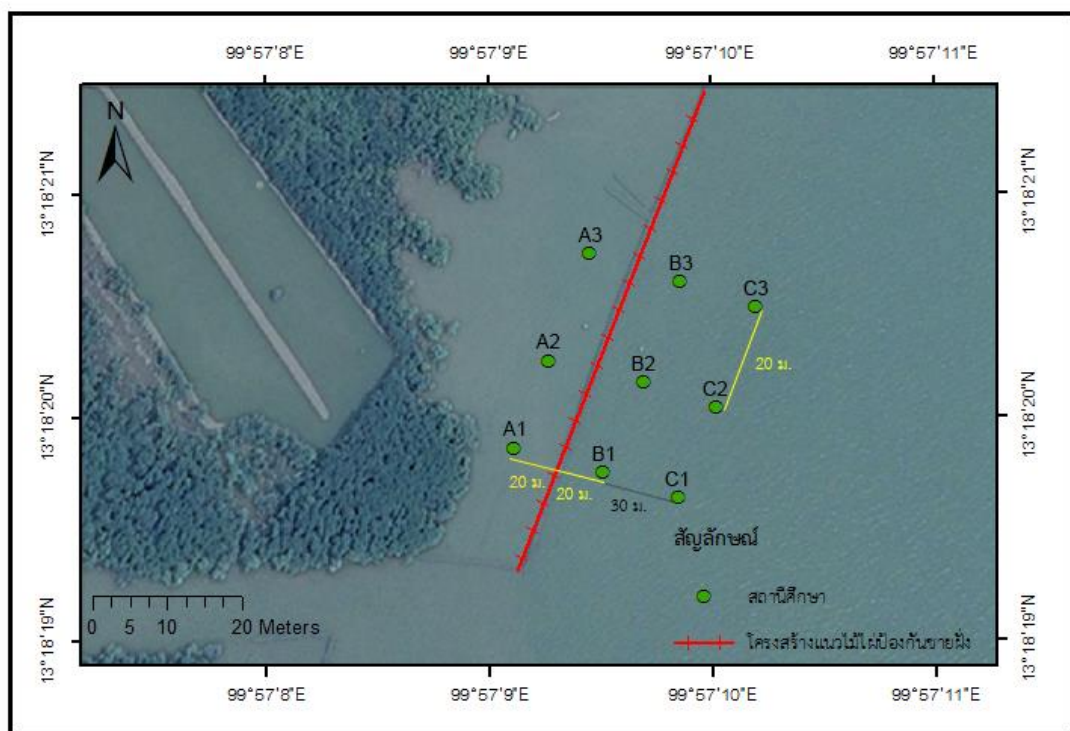 99°57'8"E 99°57'9"E 99°57'10"E 99°57'11"E
N
13°18'21"N 13°18'21"N
A3
B3
C3
A2
20 ม.
B2
C2
13°18'20"N 13°18'20"N
A1
B1
20 ม. 20 ม.
C1
30 ม.
สัญลักษณ์
สถานีศึกษา
0 5 10 20 Meters
โครงสร้างแนวไม้ไผ่ป้องกันชายฝั่ง
13°18'19"N 13°18'19"N
99°57'8"E 99°57'9"E 99°57'10"E 99°57'11"E